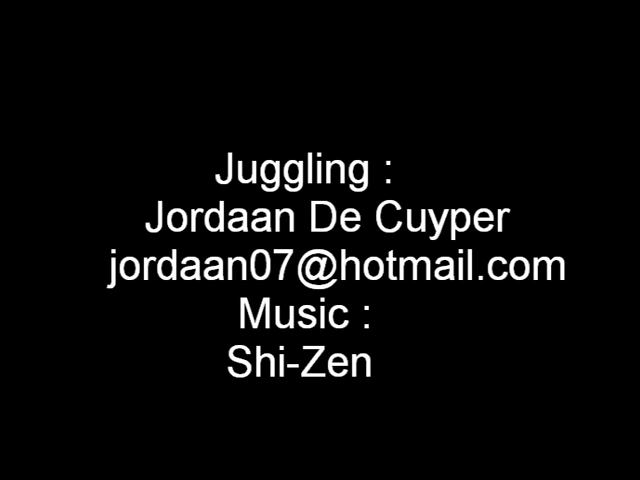 Juggling :
Jordaan De Cuyper
jordaan07@hotmail.com
Music :
Shi-Zen